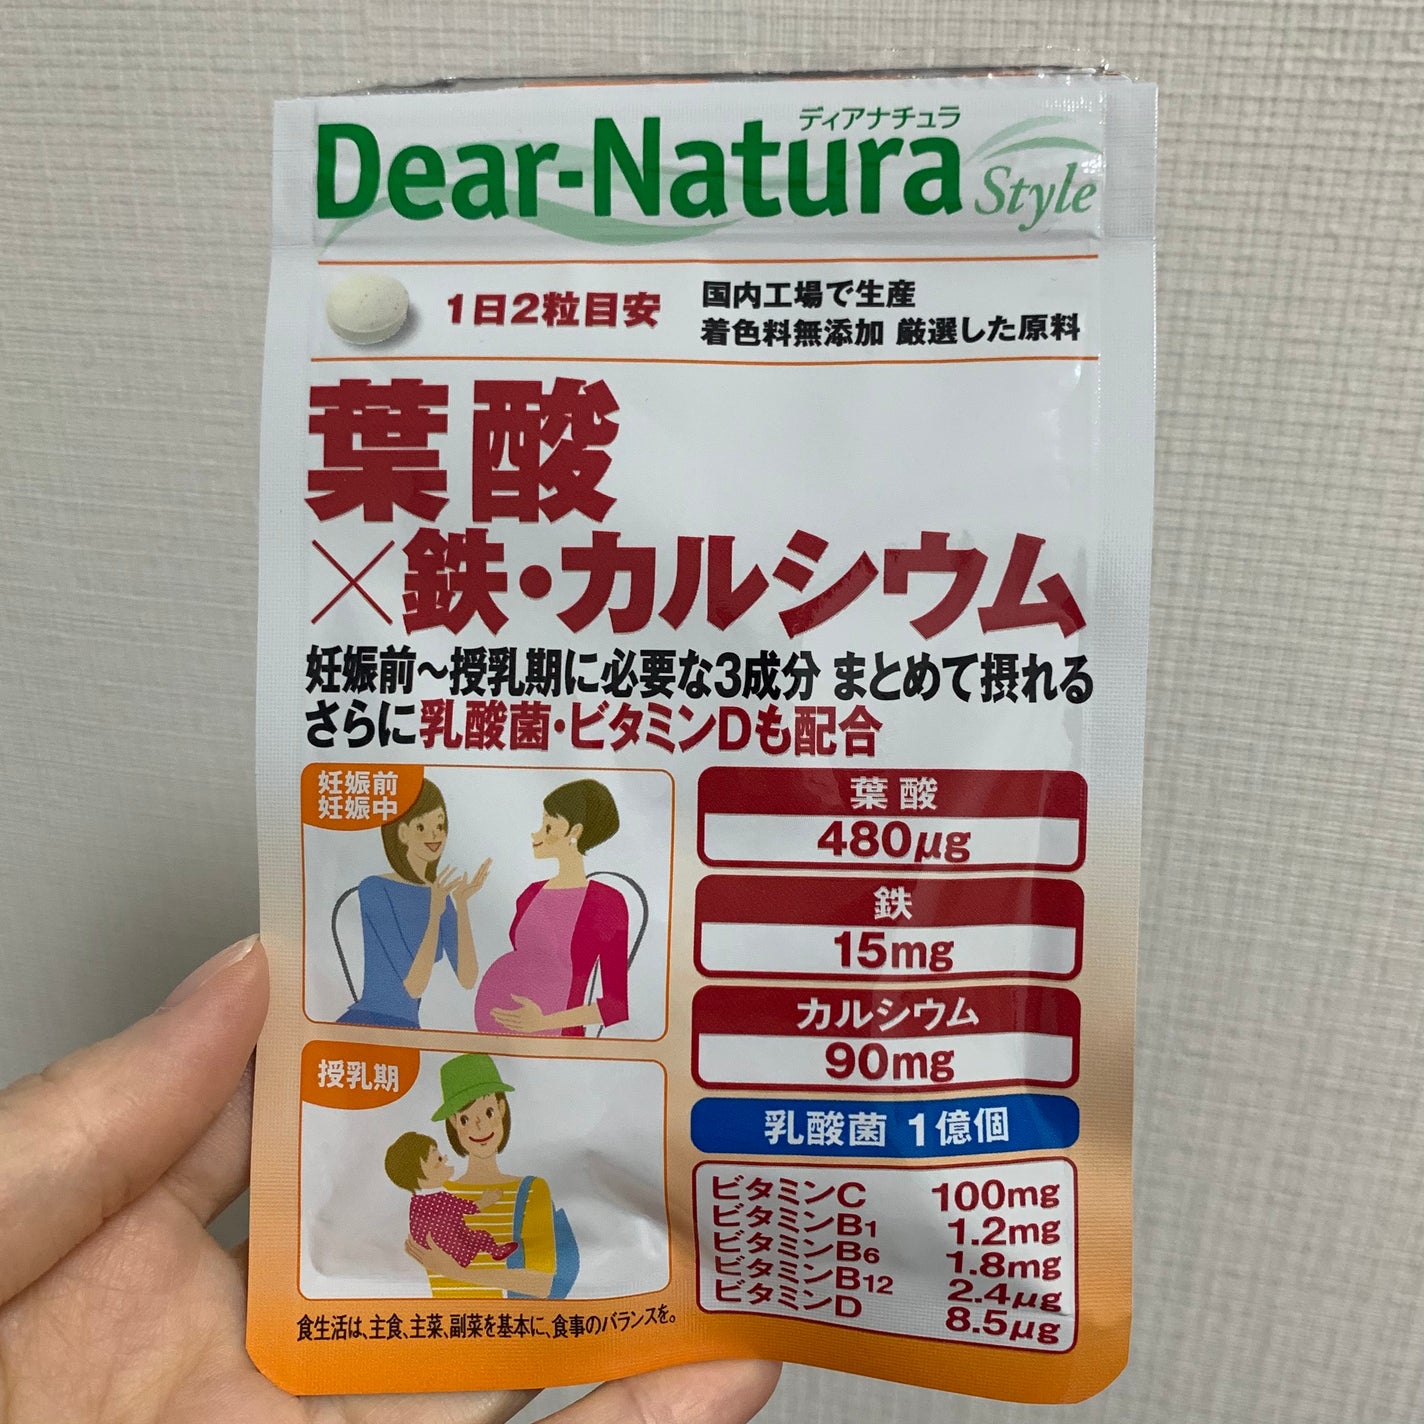 ディアナチュラ
Dear-Natura
Style
1日2粒目安
国内工場で生産
着色料無添加 厳選した原料
葉酸
×鉄・カルシウム
妊娠前～授乳期に必要な3成分 まとめて摂れる
さらに乳酸菌・ビタミンDも配合
妊娠前
妊娠中
授乳期
葉酸
480μg
鉄
15mg
カルシウム
90mg
乳酸菌 1億個
ビタミンC 100mg
ビタミンB1 1.2mg
ビタミンB6 1.8mg
ビタミンB12 2.4μg
ビタミンD 8.5μg
食生活は、主食、主菜、副菜を基本に、食事のバランスを。